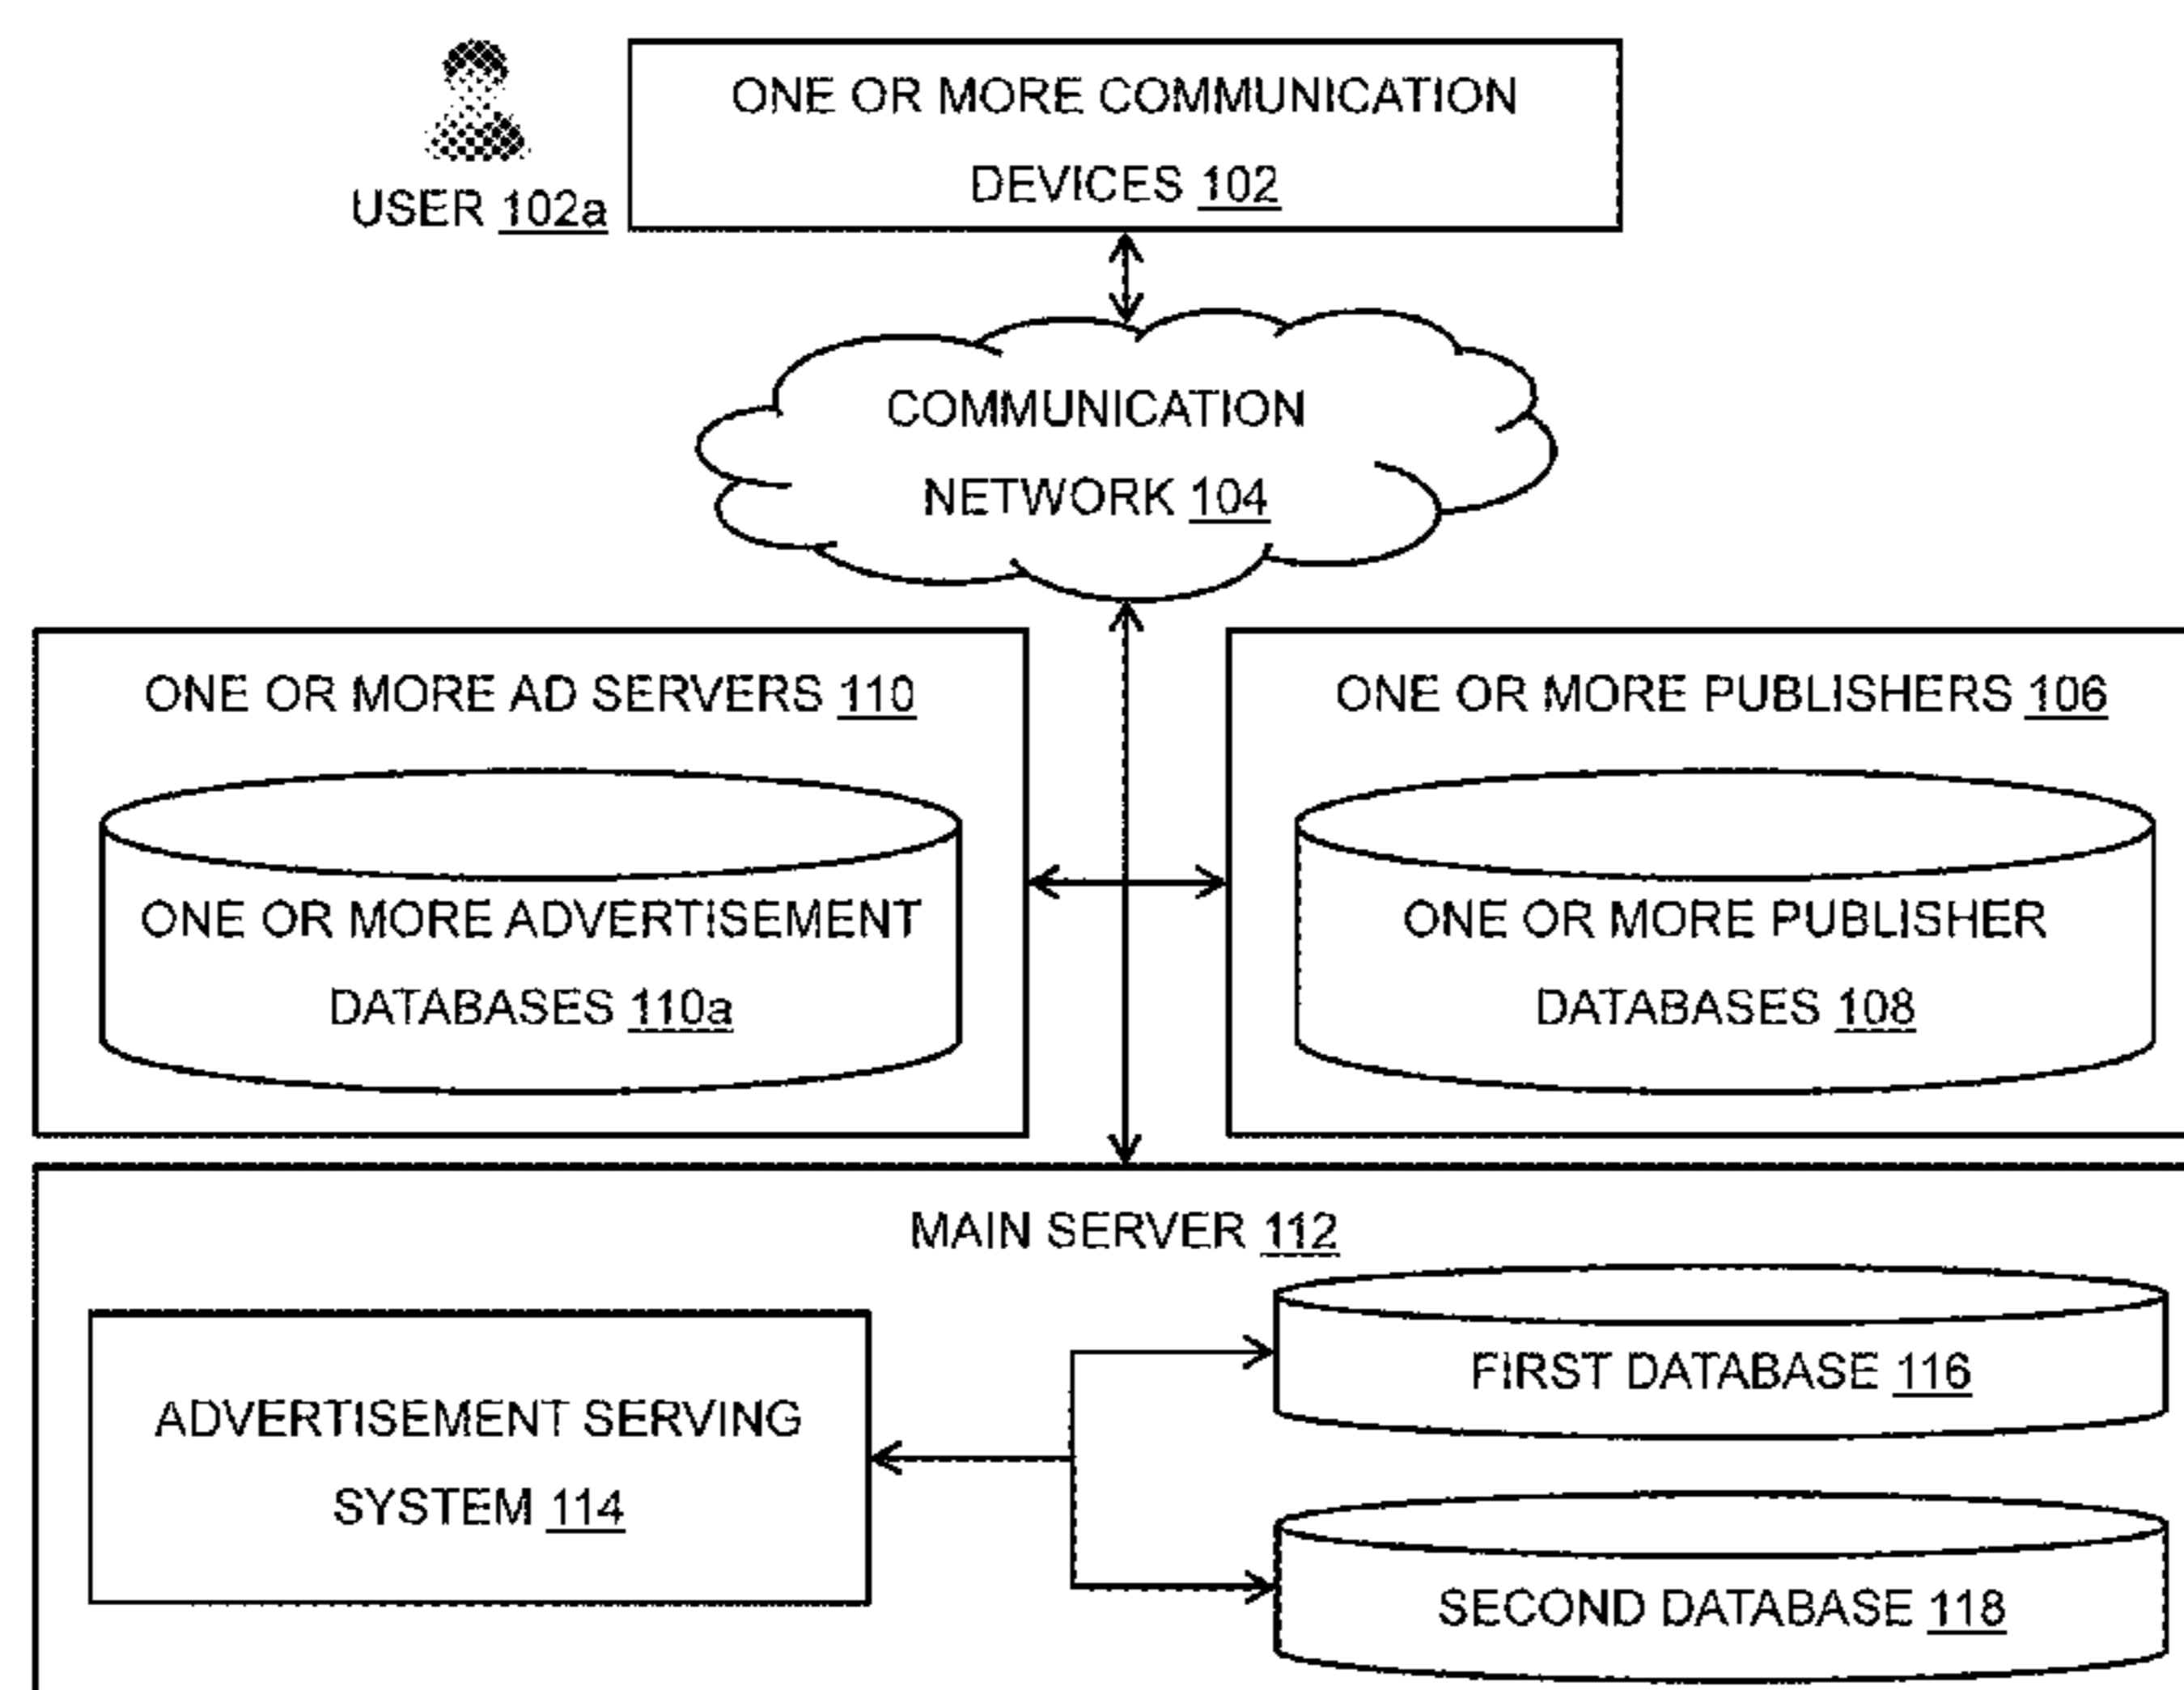 ONE OR MORE COMMUNICATION
DEVICES 102
USER 102a
COMMUNICATION
NETWORK 104
ONE OR MORE AD SERVERS 110
ONE OR MORE ADVERTISEMENT
DATABASES 110a
ONE OR MORE PUBLISHERS 106
ONE OR MORE PUBLISHER
DATABASES 108
MAIN SERVER 112
ADVERTISEMENT SERVING
SYSTEM 114
FIRST DATABASE 116
SECOND DATABASE 118